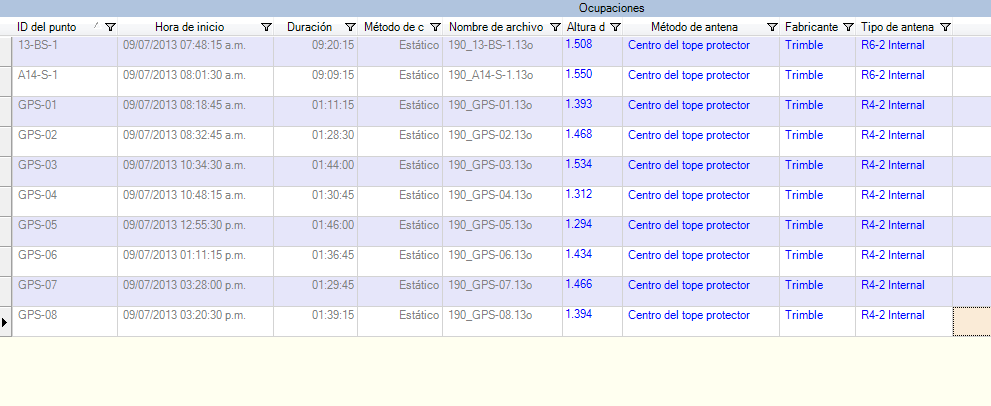 Ocupaciones
ID del punto Hora de inicio Duración Método de c Nombre de archivo Altura d Método de antena Fabricante Tipo de antena
13-BS-1 09/07/2013 07:48:15 a.m. 09:20:15 Estático 190_13-BS-1.13o 1.508 Centro del tope protector Trimble R6-2 Internal
A14-S-1 09/07/2013 08:01:30 a.m. 09:09:15 Estático 190_A14-S-1.13o 1.550 Centro del tope protector Trimble R6-2 Internal
GPS-01 09/07/2013 08:18:45 a.m. 01:11:15 Estático 190_GPS-01.13o 1.393 Centro del tope protector Trimble R4-2 Internal
GPS-02 09/07/2013 08:32:45 a.m. 01:28:30 Estático 190_GPS-02.13o 1.468 Centro del tope protector Trimble R4-2 Internal
GPS-03 09/07/2013 10:34:30 a.m. 01:44:00 Estático 190_GPS-03.13o 1.534 Centro del tope protector Trimble R4-2 Internal
GPS-04 09/07/2013 10:48:15 a.m. 01:30:45 Estático 190_GPS-04.13o 1.312 Centro del tope protector Trimble R4-2 Internal
GPS-05 09/07/2013 12:55:30 p.m. 01:46:00 Estático 190_GPS-05.13o 1.294 Centro del tope protector Trimble R4-2 Internal
GPS-06 09/07/2013 01:11:15 p.m. 01:36:45 Estático 190_GPS-06.13o 1.434 Centro del tope protector Trimble R4-2 Internal
GPS-07 09/07/2013 03:28:00 p.m. 01:29:45 Estático 190_GPS-07.13o 1.466 Centro del tope protector Trimble R4-2 Internal
GPS-08 09/07/2013 03:20:30 p.m. 01:39:15 Estático 190_GPS-08.13o 1.394 Centro del tope protector Trimble R4-2 Internal